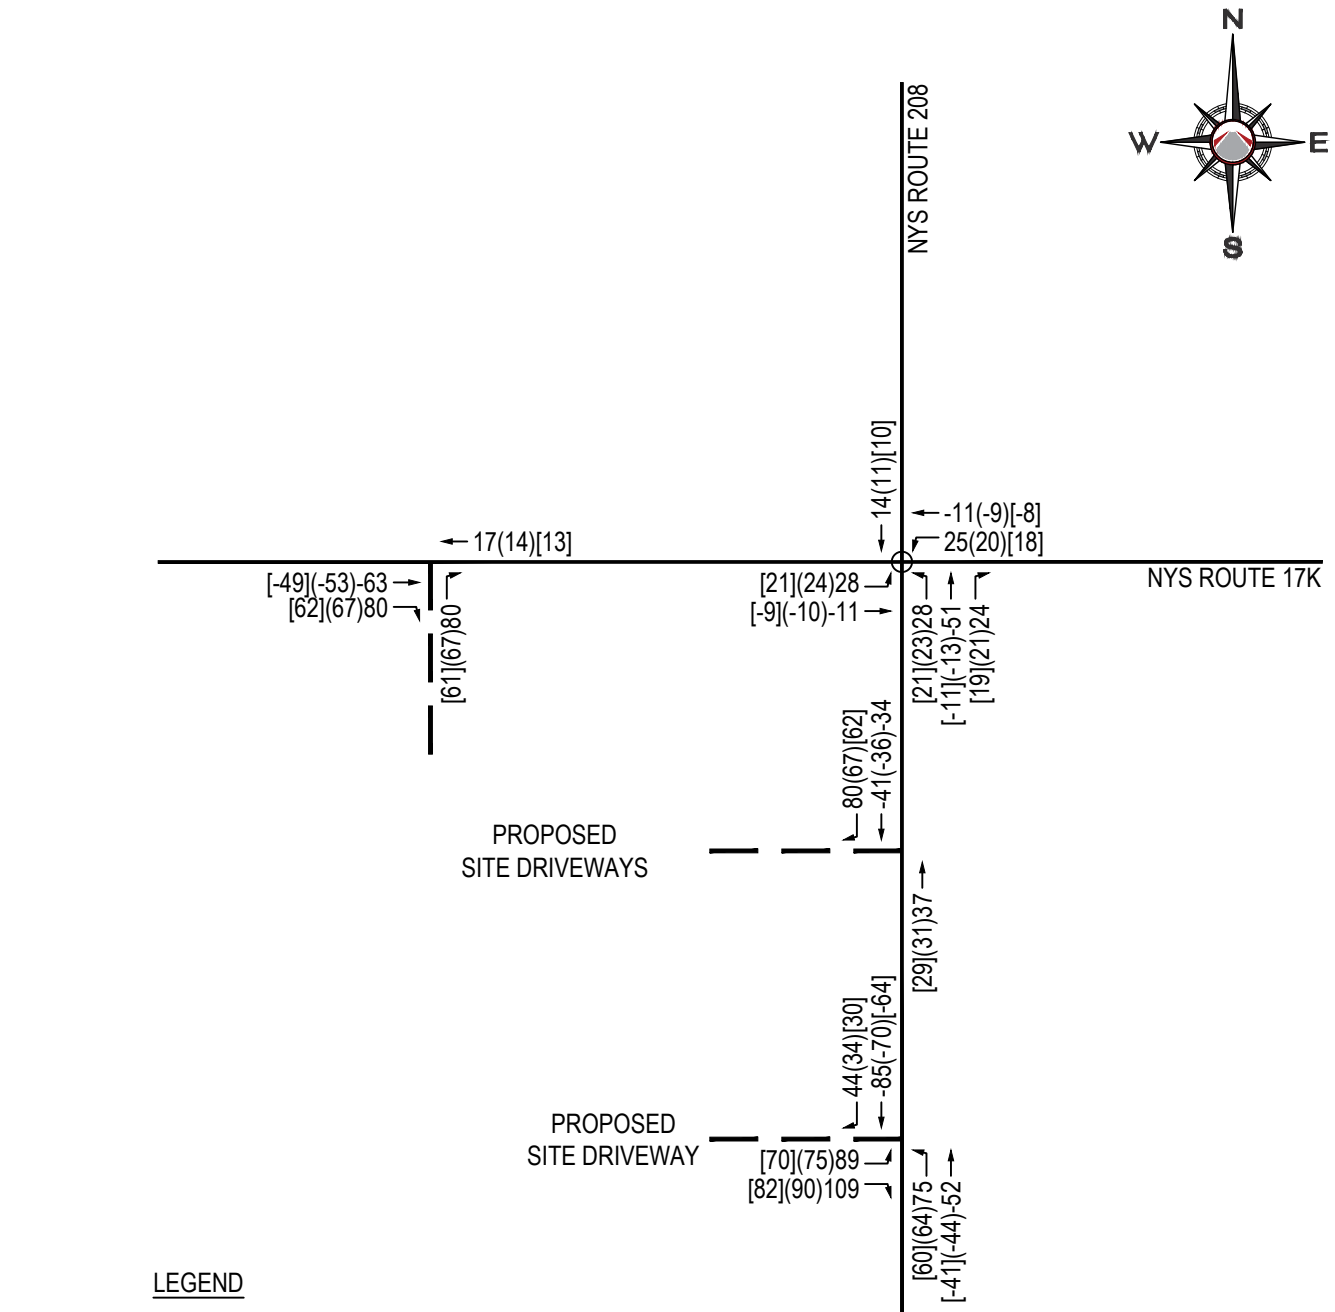 N
W
E
S
NYS ROUTE 208
14(11)[10]
-11(-9)[-8]
25(20)[18]
17(14)[13]
NYS ROUTE 17K
[-49](-53)-63
[62](67)80
[61](67)80
[21](24)28
[-9](-10)-11
[21](23)28
[-11](-13)-51
[19](21)24
80(67)[62]
-41(-36)-34
PROPOSED
SITE DRIVEWAYS
[29](31)37
44(34)[30]
-85(-70)[-64]
PROPOSED
SITE DRIVEWAY
[70](75)89
[82](90)109
[60](64)75
[-41](-44)-52
LEGEND